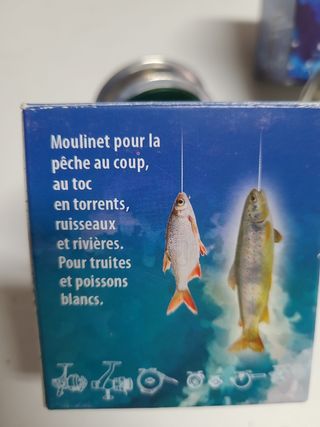 Moulinet pour la
pêche au coup,
au toc
en torrents,
ruisseaux
et rivières.
Pour truites
et poissons
blancs.